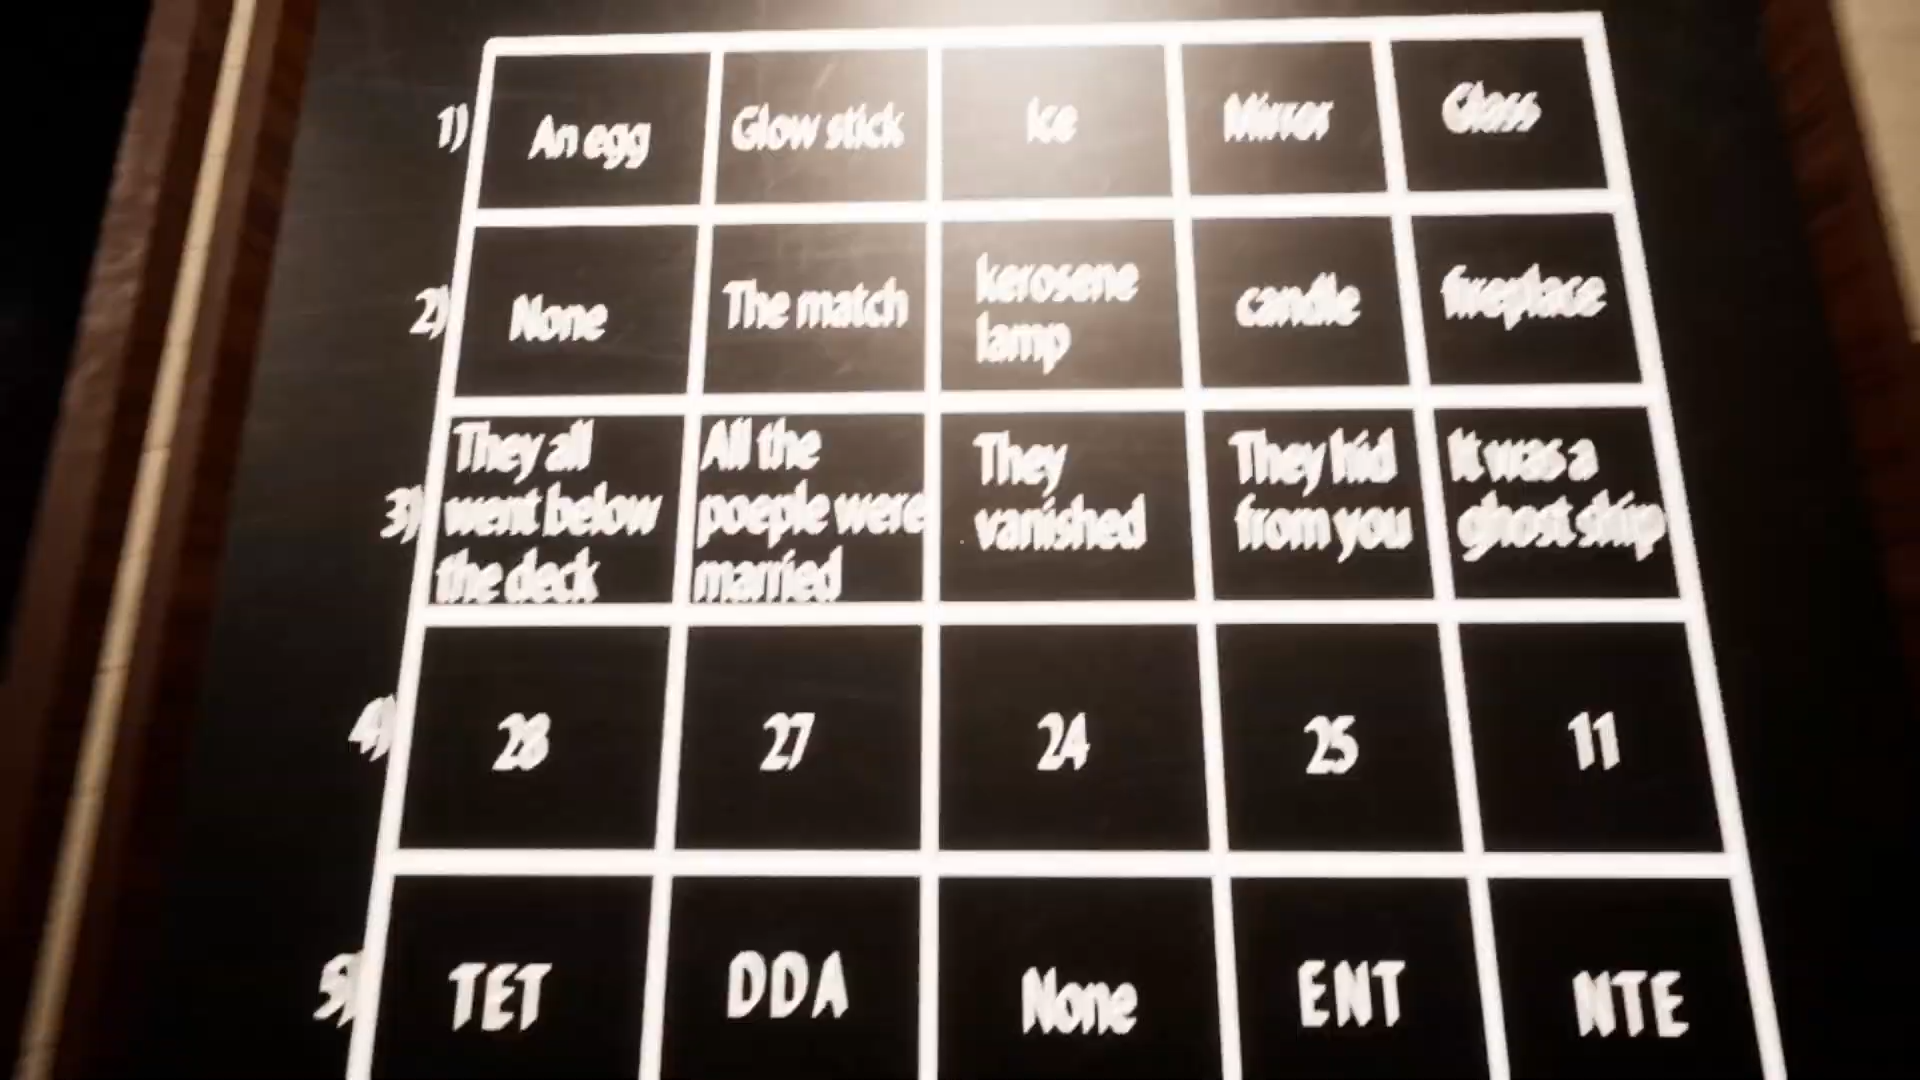 1) An egg Glow stick Ice Mirror Glass
2) None The match kerosene lamp candle fireplace
3) They all went below the deck All the poeple were married They vanished They hid from you It was a ghost ship
4) 28 27 24 25 11
5) TET DDA None ENT NTE